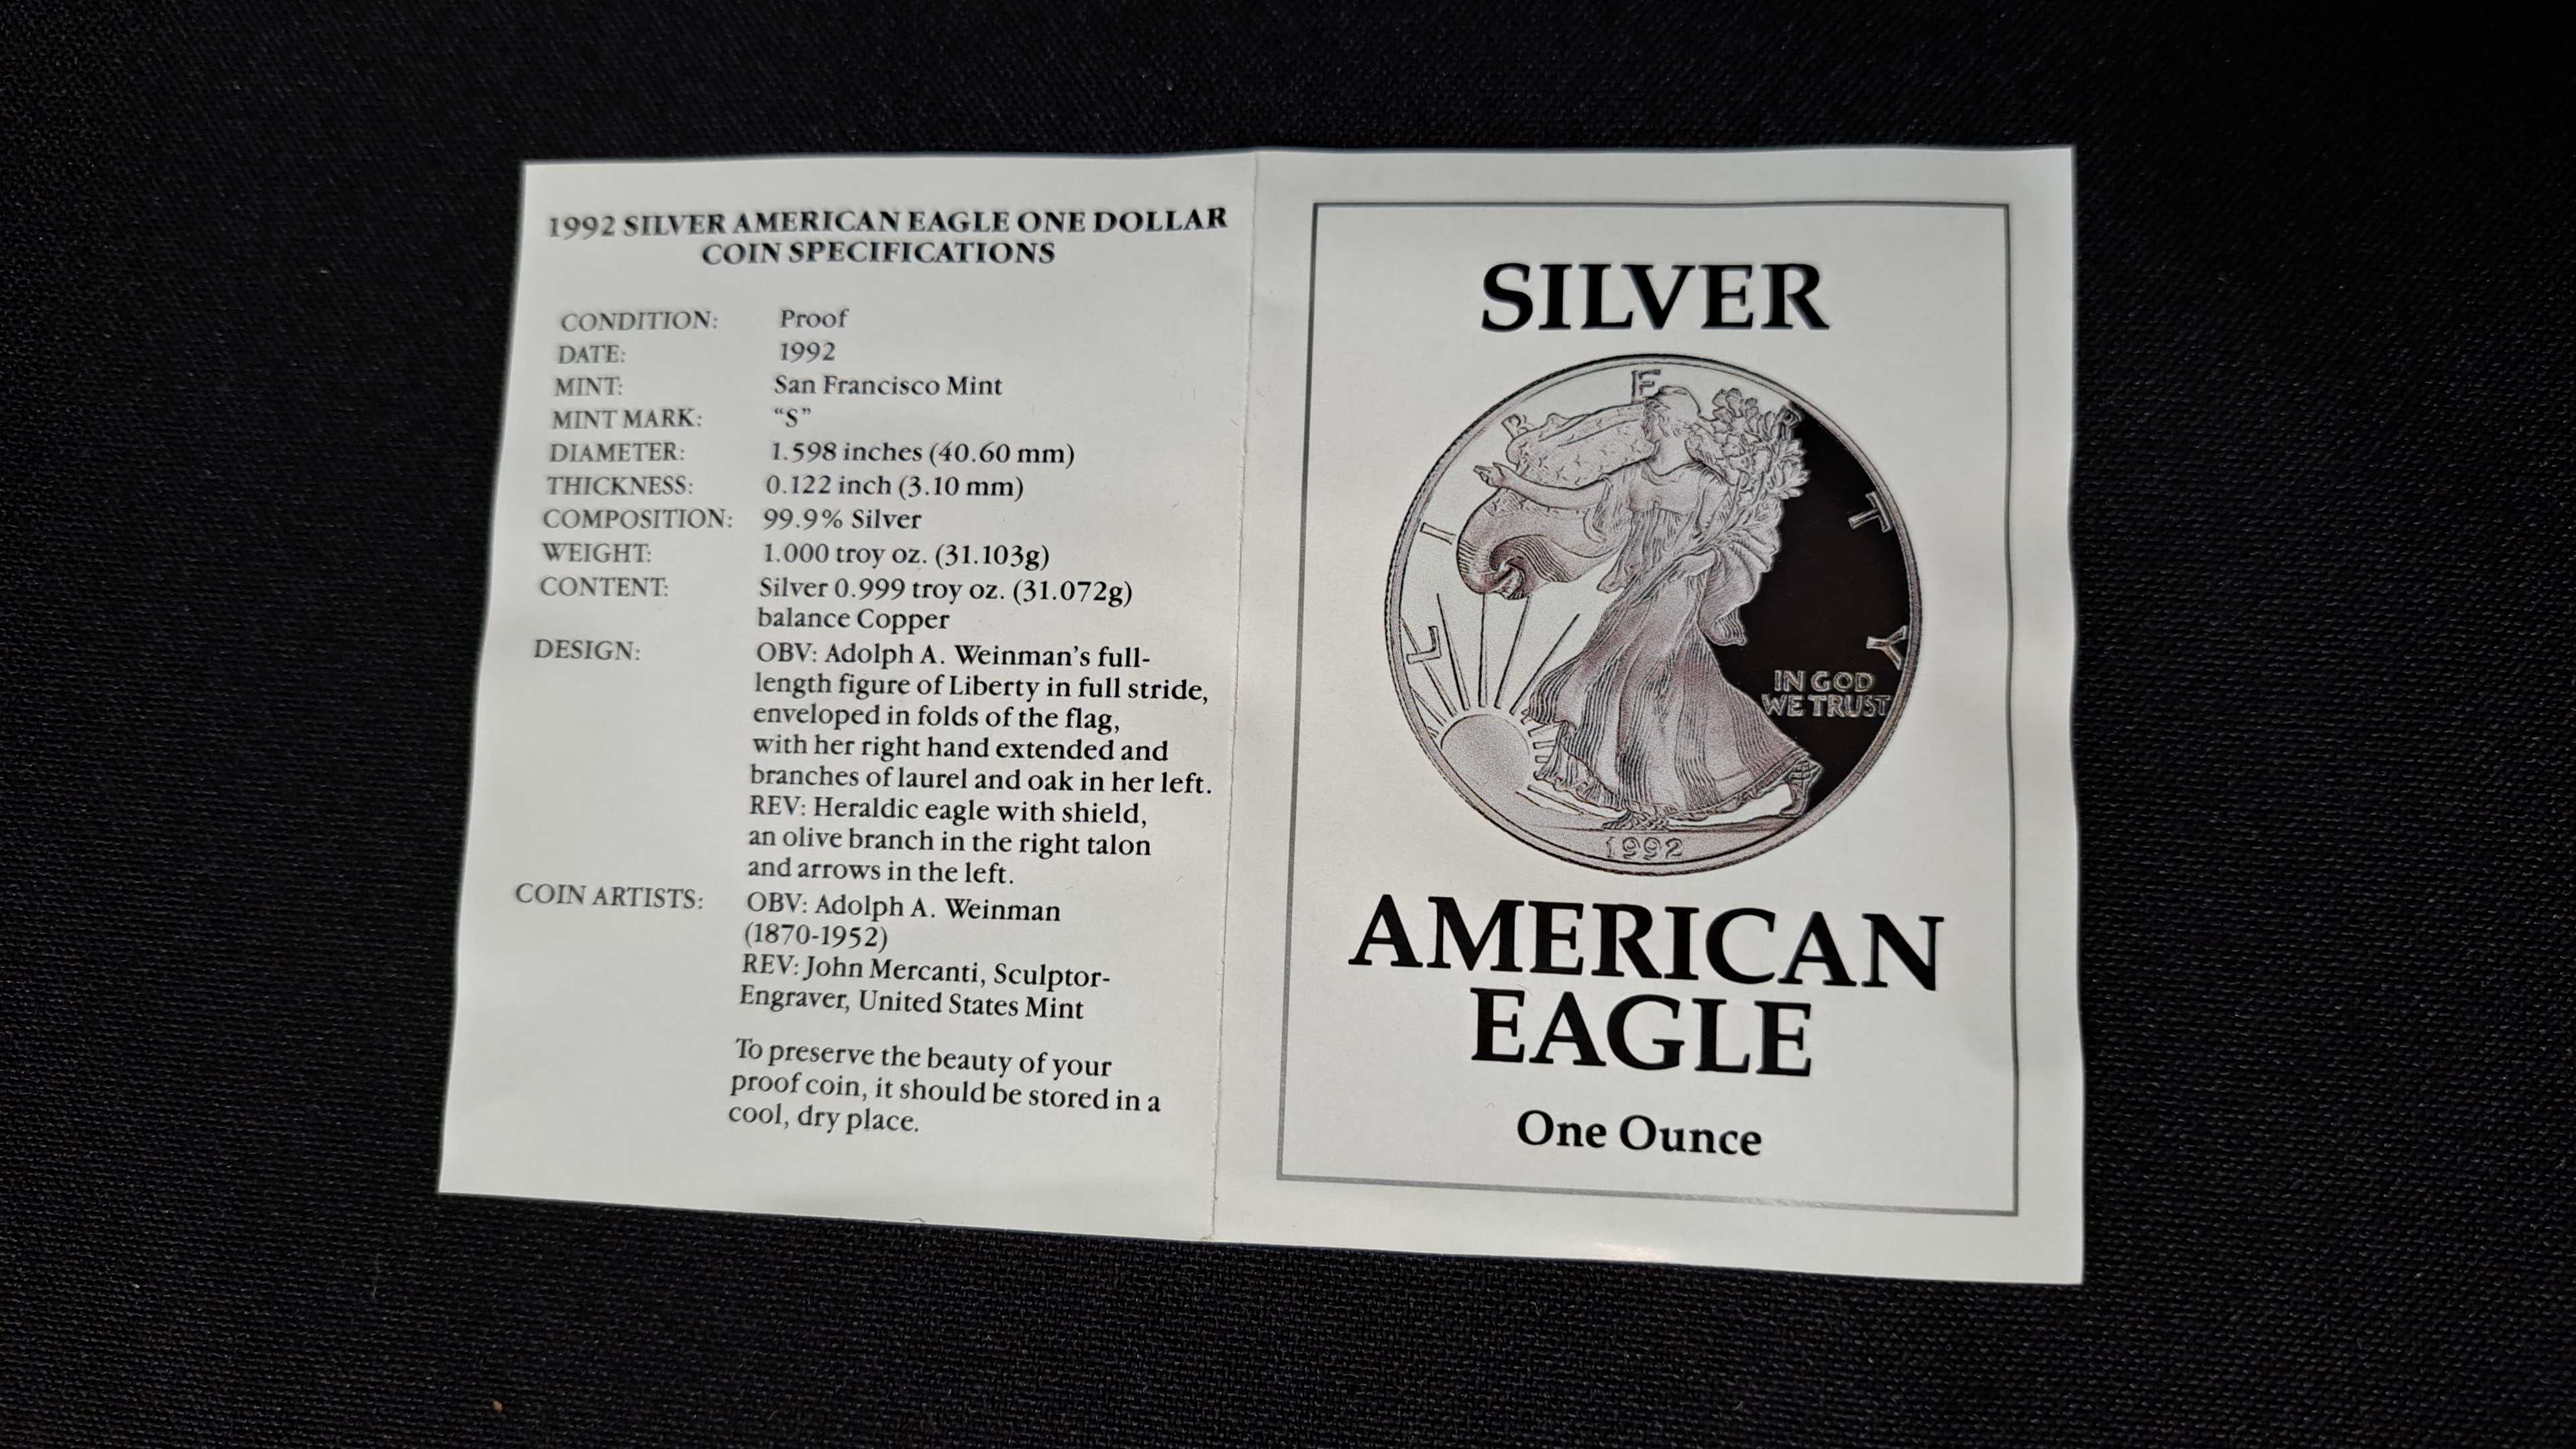 1992 SILVER AMERICAN EAGLE ONE DOLLAR
COIN SPECIFICATIONS
CONDITION: Proof
DATE: 1992
MINT: San Francisco Mint
MINT MARK: “S”
DIAMETER: 1.598 inches (40.60 mm)
THICKNESS: 0.122 inch (3.10 mm)
COMPOSITION: 99.9% Silver
WEIGHT: 1.000 troy oz. (31.103g)
CONTENT: Silver 0.999 troy oz. (31.072g)
balance Copper
DESIGN: OBV: Adolph A. Weinman’s full-
length figure of Liberty in full stride,
enveloped in folds of the flag,
with her right hand extended and
branches of laurel and oak in her left.
REV: Heraldic eagle with shield,
an olive branch in the right talon
and arrows in the left.
COIN ARTISTS: OBV: Adolph A. Weinman
(1870-1952)
REV: John Mercanti, Sculptor-
Engraver, United States Mint
To preserve the beauty of your
proof coin, it should be stored in a
cool, dry place.
SILVER
LIBERTY
IN GOD
WE TRUST
1992
AMERICAN
EAGLE
One Ounce